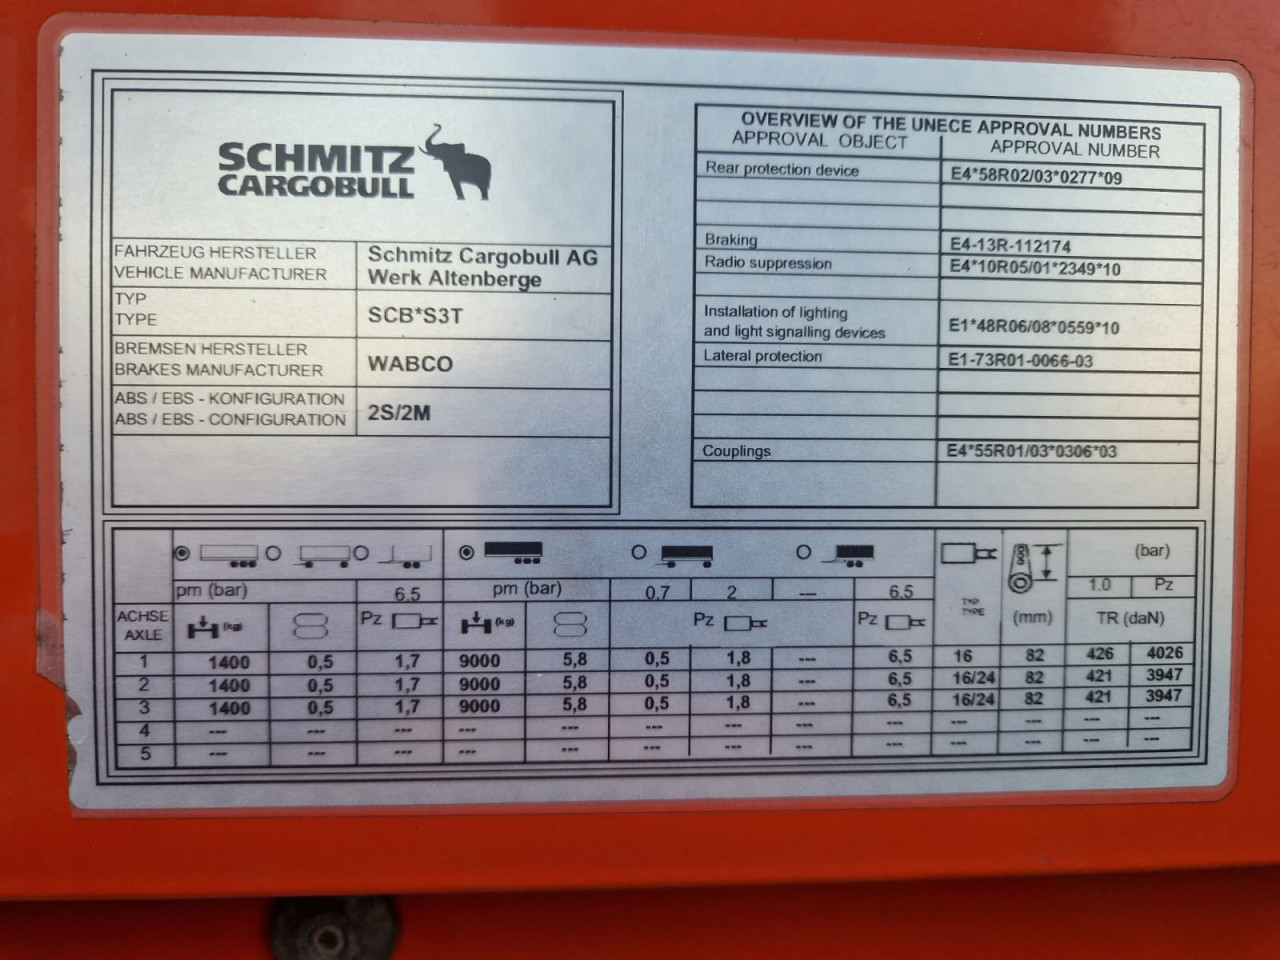 SCHMITZ
CARGOBULL
FAHRZEUG HERSTELLER
VEHICLE MANUFACTURER
Schmitz Cargobull AG
Werk Altenberge
TYP
TYPE
SCB*S3T
BREMSEN HERSTELLER
BRAKES MANUFACTURER
WABCO
ABS / EBS - KONFIGURATION
ABS / EBS - CONFIGURATION
2S/2M
OVERVIEW OF THE UNECE APPROVAL NUMBERS
APPROVAL OBJECT APPROVAL NUMBER
Rear protection device E4*58R02/03*0277*09
Braking E4-13R-112174
Radio suppression E4*10R05/01*2349*10
Installation of lighting
and light signalling devices E1*48R06/08*0559*10
Lateral protection E1-73R01-0066-03
Couplings E4*55R01/03*0306*03
(bar)
pm (bar) 6.5 pm (bar) 0.7 2 --- 6.5 1.0 Pz
ACHSE
AXLE
(kg) Pz (kg) Pz Pz
TYP
TYPE
(mm) TR (daN)
1 1400 0,5 1,7 9000 5,8 0,5 1,8 --- 6,5 16 82 426 4026
2 1400 0,5 1,7 9000 5,8 0,5 1,8 --- 6,5 16/24 82 421 3947
3 1400 0,5 1,7 9000 5,8 0,5 1,8 --- 6,5 16/24 82 421 3947
4 --- --- --- --- --- --- --- --- --- --- --- --- ---
5 --- --- --- --- --- --- --- --- --- --- --- --- ---